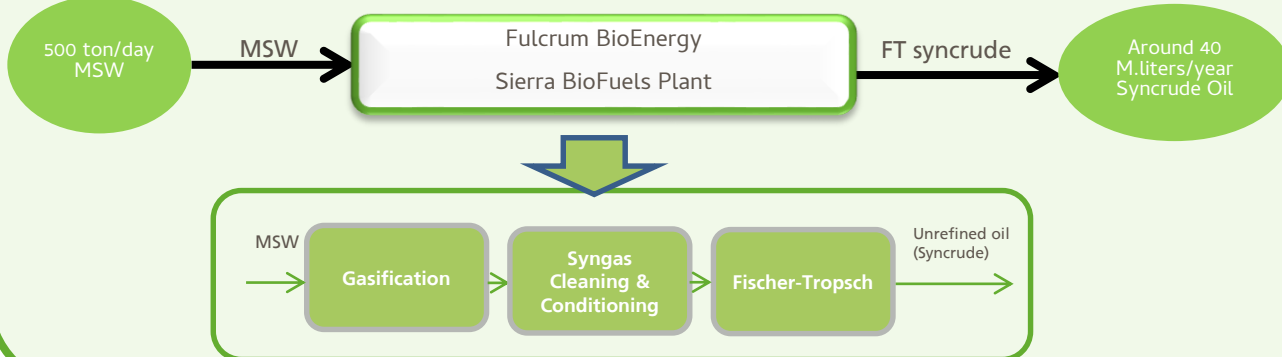 500 ton/day
MSW
MSW
Fulcrum BioEnergy
Sierra BioFuels Plant
FT syncrude
Around 40
M.liters/year
Syncrude Oil
MSW
Gasification
Syngas
Cleaning &
Conditioning
Fischer-Tropsch
Unrefined oil
(Syncrude)